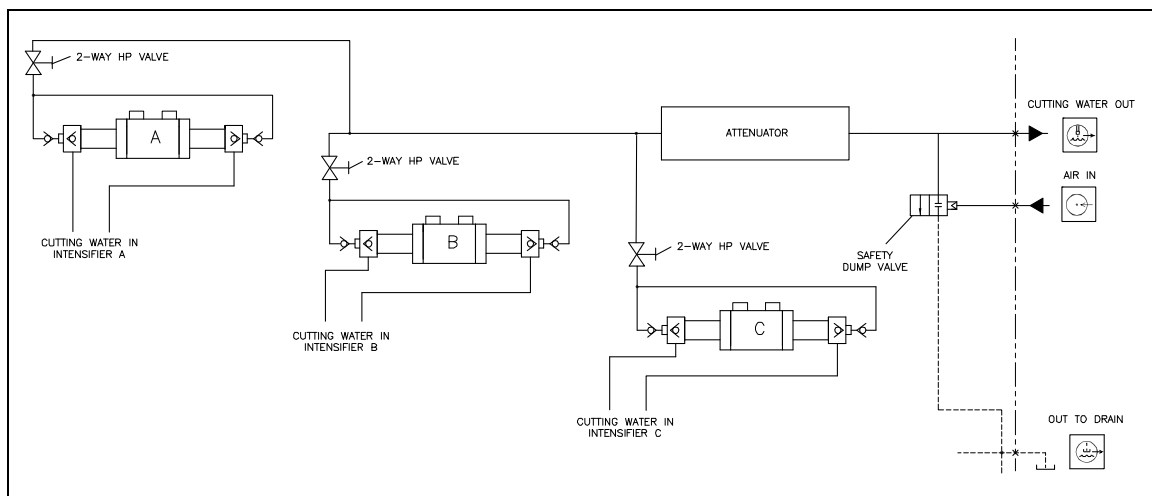 2-WAY HP VALVE
A
CUTTING WATER IN
INTENSIFIER A
2-WAY HP VALVE
B
CUTTING WATER IN
INTENSIFIER B
2-WAY HP VALVE
C
CUTTING WATER IN
INTENSIFIER C
ATTENUATOR
CUTTING WATER OUT
AIR IN
SAFETY
DUMP VALVE
OUT TO DRAIN